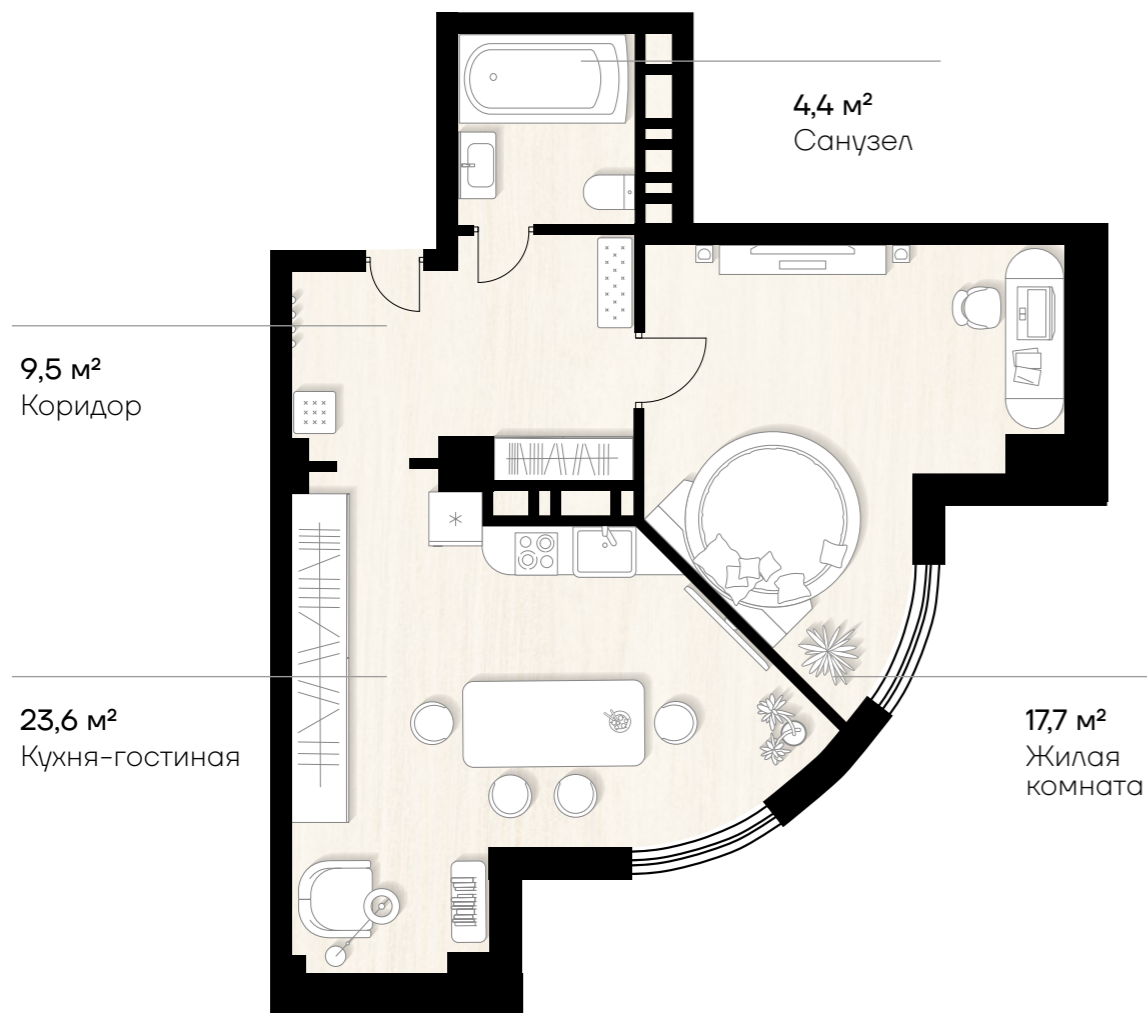 4,4 м²
Санузел
9,5 м²
Коридор
23,6 м²
Кухня-гостиная
17,7 м²
Жилая
комната